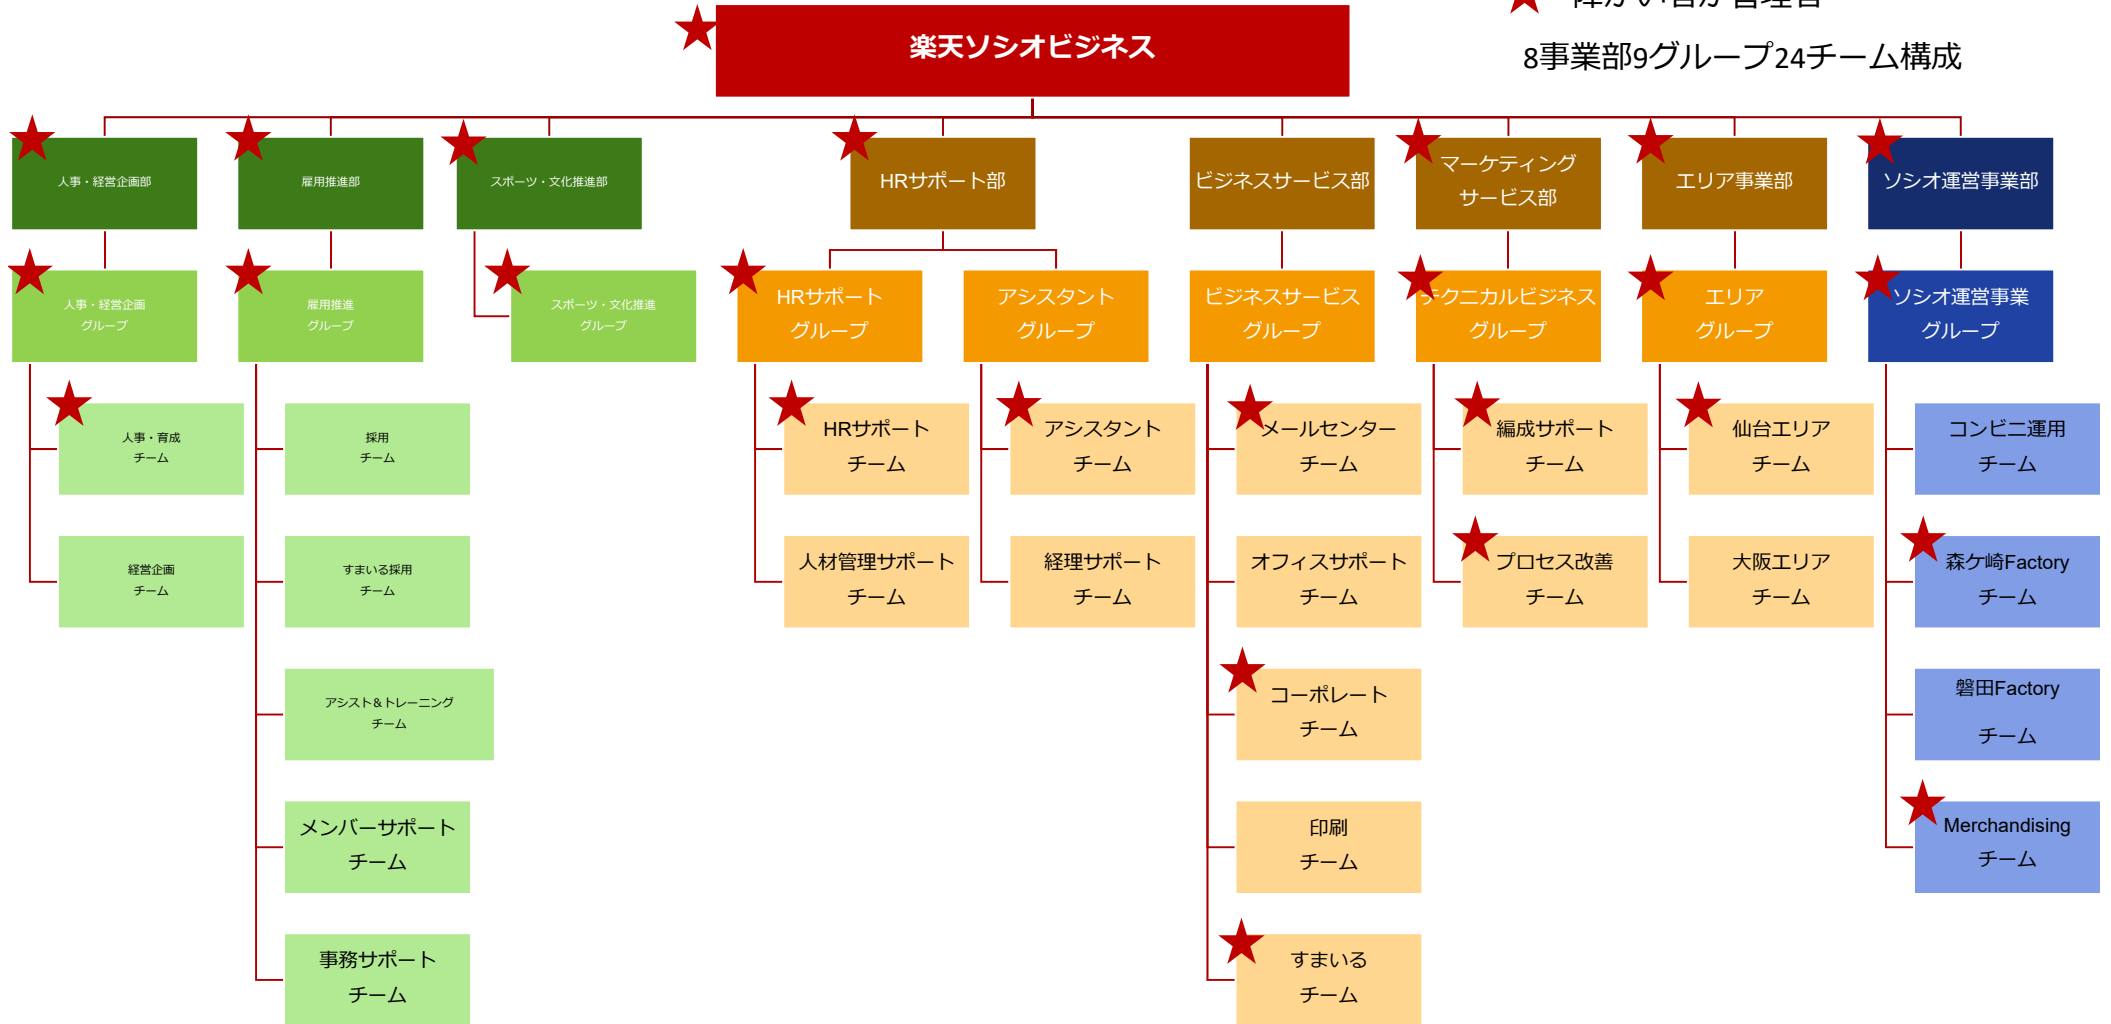 障がい者が管理者
8事業部9グループ24チーム構成
楽天ソシオビジネス
人事・経営企画部
雇用推進部
スポーツ・文化推進部
HRサポート部
ビジネスサービス部
マーケティング
サービス部
エリア事業部
ソシオ運営事業部
人事・経営企画
グループ
雇用推進
グループ
スポーツ・文化推進
グループ
HRサポート
グループ
アシスタント
グループ
ビジネスサービス
グループ
テクニカルビジネス
グループ
エリア
グループ
ソシオ運営事業
グループ
人事・育成
チーム
採用
チーム
HRサポート
チーム
アシスタント
チーム
メールセンター
チーム
編成サポート
チーム
仙台エリア
チーム
コンビニ運用
チーム
経営企画
チーム
すまいる採用
チーム
人材管理サポート
チーム
経理サポート
チーム
オフィスサポート
チーム
プロセス改善
チーム
大阪エリア
チーム
森ケ崎Factory
チーム
アシスト&トレーニング
チーム
コーポレート
チーム
磐田Factory
チーム
メンバーサポート
チーム
印刷
チーム
Merchandising
チーム
事務サポート
チーム
すまいる
チーム